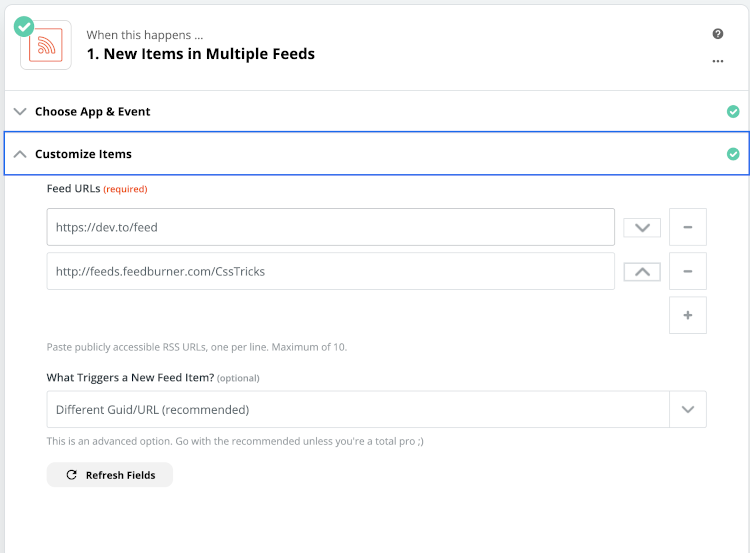 When this happens ...
1. New Items in Multiple Feeds
Choose App & Event
Customize Items
Feed URLs (required)
https://dev.to/feed
http://feeds.feedburner.com/CssTricks
Paste publicly accessible RSS URLs, one per line. Maximum of 10.
What Triggers a New Feed Item? (optional)
Different Guid/URL (recommended)
This is an advanced option. Go with the recommended unless you're a total pro ;)
Refresh Fields